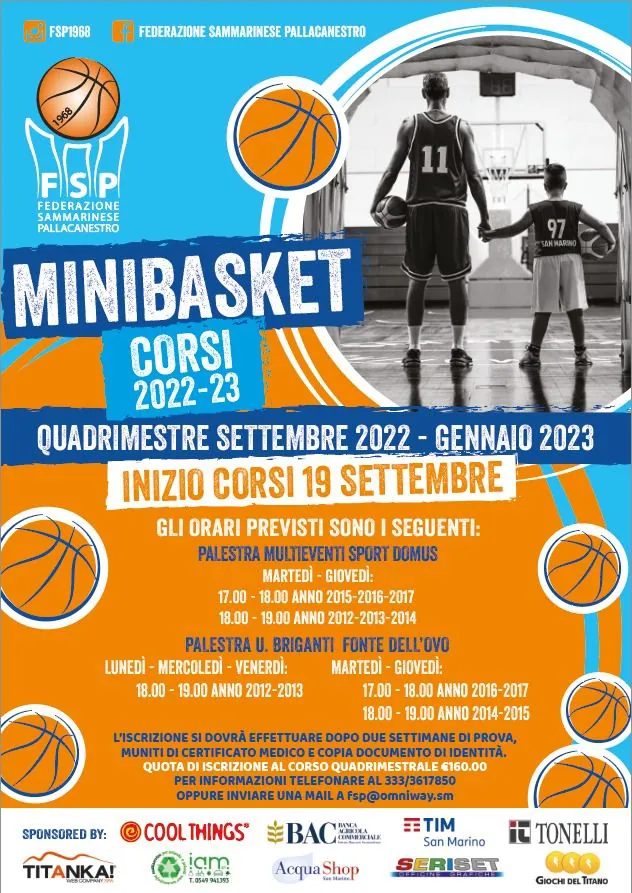 FSP1968
FEDERAZIONE SAMMARINESE PALLACANESTRO
1968
FSP
FEDERAZIONE
SAMMARINESE
PALLACANESTRO
11
97
SAN MARINO
MINIBASKET
CORSI
2022-23
QUADRIMESTRE SETTEMBRE 2022 - GENNAIO 2023
INIZIO CORSI 19 SETTEMBRE
GLI ORARI PREVISTI SONO I SEGUENTI:
PALESTRA MULTIEVENTI SPORT DOMUS
MARTEDÌ - GIOVEDÌ:
17.00 - 18.00 ANNO 2015-2016-2017
18.00 - 19.00 ANNO 2012-2013-2014
PALESTRA U. BRIGANTI FONTE DELL'OVO
LUNEDÌ - MERCOLEDÌ - VENERDÌ:
18.00 - 19.00 ANNO 2012-2013
MARTEDÌ - GIOVEDÌ:
17.00 - 18.00 ANNO 2016-2017
18.00 - 19.00 ANNO 2014-2015
L'ISCRIZIONE SI DOVRÀ EFFETTUARE DOPO DUE SETTIMANE DI PROVA,
MUNITI DI CERTIFICATO MEDICO E COPIA DOCUMENTO DI IDENTITÀ.
QUOTA DI ISCRIZIONE AL CORSO QUADRIMESTRALE €160.00
PER INFORMAZIONI TELEFONARE AL 333/3617850
OPPURE INVIARE UNA MAIL A fsp@omniway.sm
SPONSORED BY:
COOL THINGS
BAC BANCA
AGRICOLA
COMMERCIALE
TIM
San Marino
TONELLI
TITANKA!
WEB COMPANY SPA
iam
T. 0549 941393
Acqua Shop
San Marino
SERISET
OFFICINE GRAFICHE
GIOCHI DEL TITANO